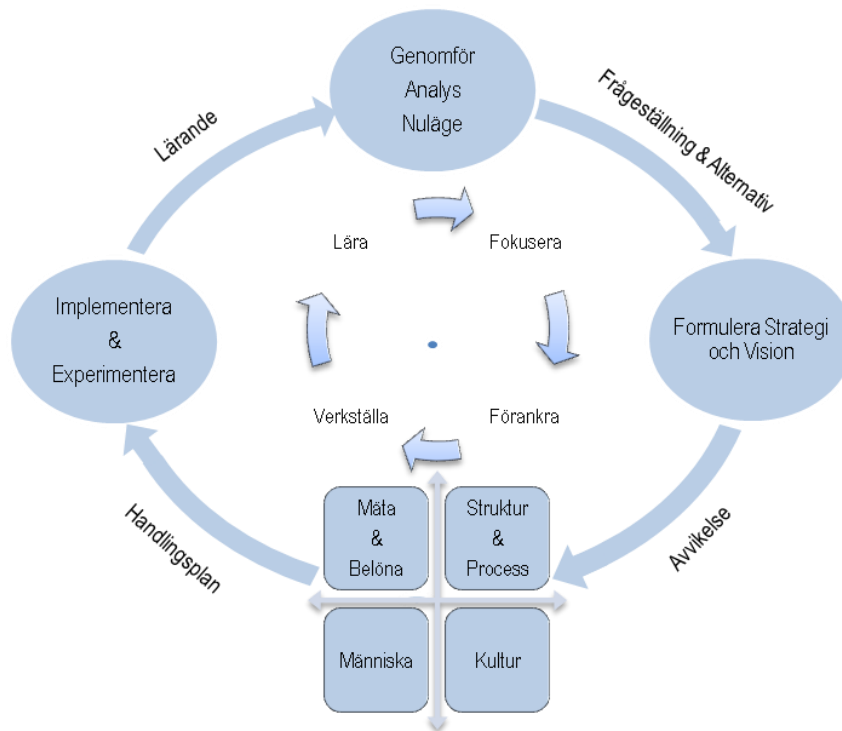 Genomför
Analys
Nuläge
Frågeställning & Alternativ
Lärande
Lära
Fokusera
Implementera
&
Experimentera
Formulera Strategi
och Vision
Verkställa
Förankra
Handlingsplan
Avvikelse
Mäta
&
Belöna
Struktur
&
Process
Människa
Kultur